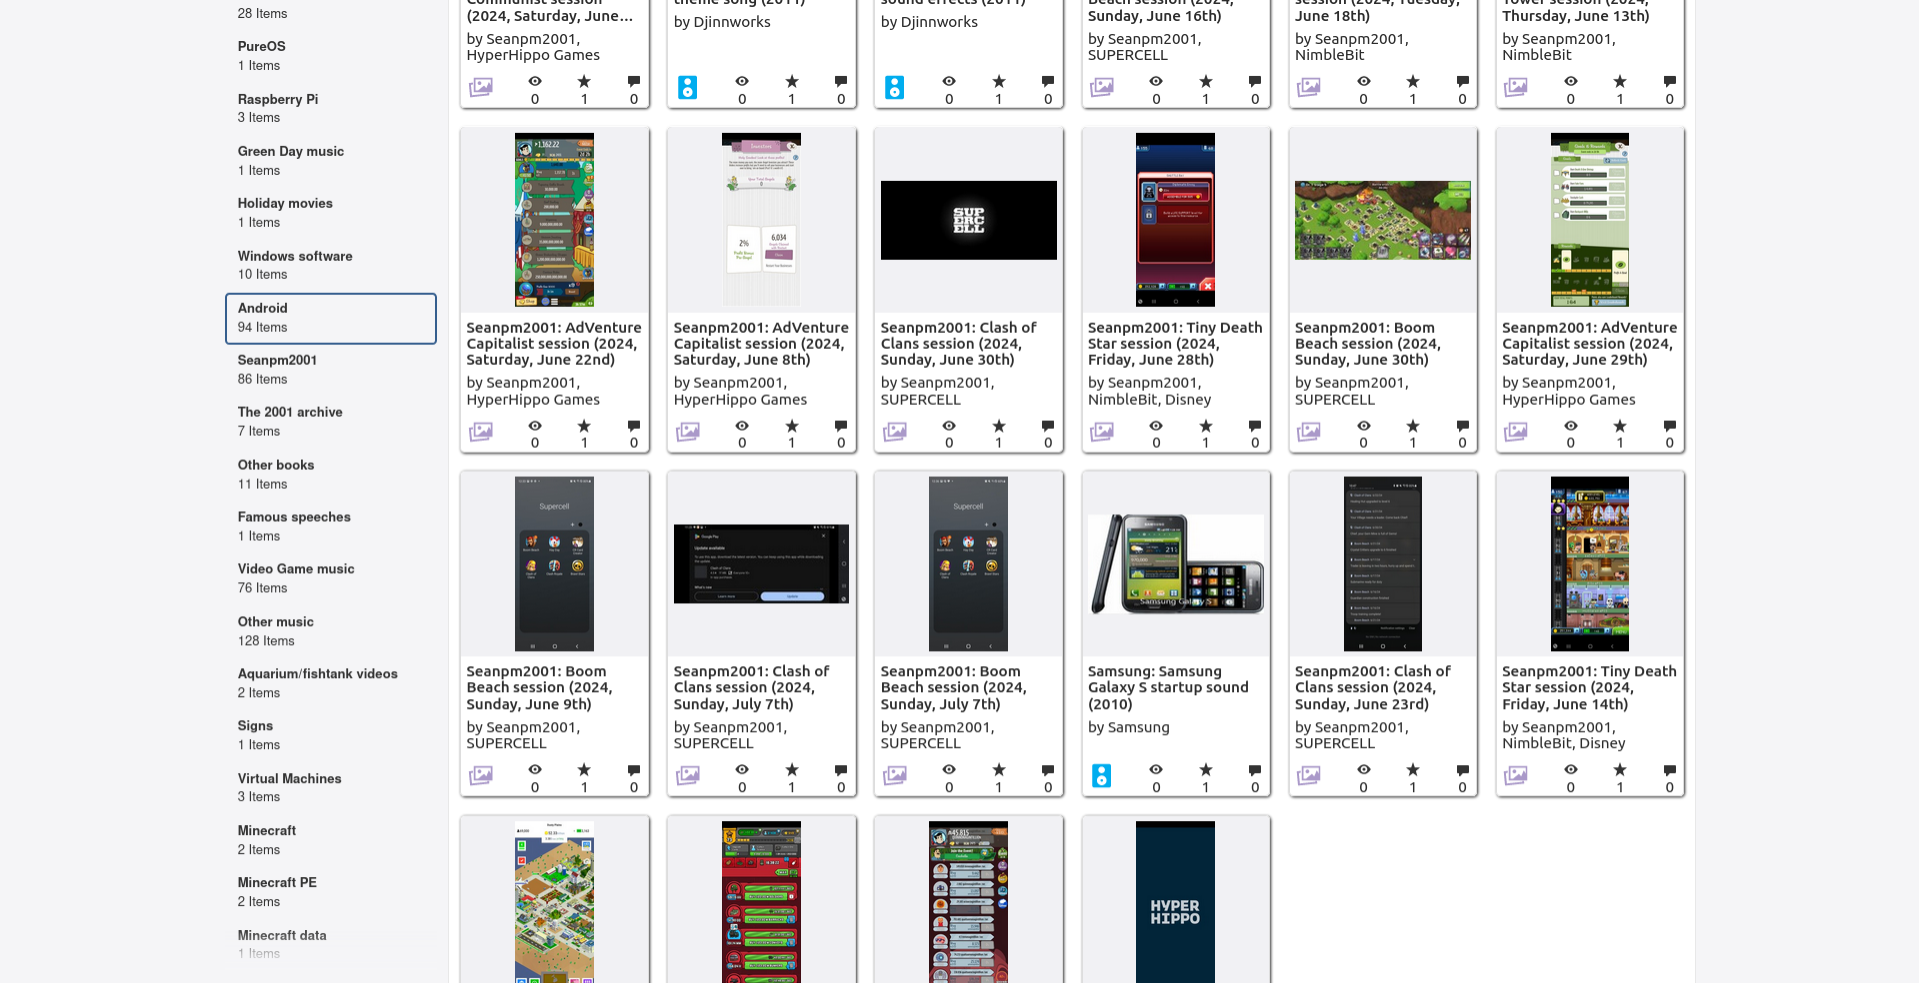 28 Items
PureOS
1 Items
Raspberry Pi
3 Items
Green Day music
1 Items
Holiday movies
1 Items
Windows software
10 Items
Android
94 Items
Seanpm2001
86 Items
The 2001 archive
7 Items
Other books
11 Items
Famous speeches
1 Items
Video Game music
76 Items
Other music
128 Items
Aquarium/fishtank videos
2 Items
Signs
1 Items
Virtual Machines
3 Items
Minecraft
2 Items
Minecraft PE
2 Items
Minecraft data
1 Items
Communist session
(2024, Saturday, June...
by Seanpm2001,
HyperHippo Games
0 1 0
theme song (2011)
by Djinnworks
0 1 0
sound effects (2011)
by Djinnworks
0 1 0
Beach session (2024,
Sunday, June 16th)
by Seanpm2001,
SUPERCELL
0 1 0
session (2024, Tuesday,
June 18th)
by Seanpm2001,
NimbleBit
0 1 0
Tower session (2024,
Thursday, June 13th)
by Seanpm2001,
NimbleBit
0 1 0
Seanpm2001: AdVenture
Capitalist session (2024,
Saturday, June 22nd)
by Seanpm2001,
HyperHippo Games
0 1 0
2%
6,034
Seanpm2001: AdVenture
Capitalist session (2024,
Saturday, June 8th)
by Seanpm2001,
HyperHippo Games
0 1 0
SUP
ERC
ELL
Seanpm2001: Clash of
Clans session (2024,
Sunday, June 30th)
by Seanpm2001,
SUPERCELL
0 1 0
Seanpm2001: Tiny Death
Star session (2024,
Friday, June 28th)
by Seanpm2001,
NimbleBit, Disney
0 1 0
Seanpm2001: Boom
Beach session (2024,
Sunday, June 30th)
by Seanpm2001,
SUPERCELL
0 1 0
Seanpm2001: AdVenture
Capitalist session (2024,
Saturday, June 29th)
by Seanpm2001,
HyperHippo Games
0 1 0
Supercell
Seanpm2001: Boom
Beach session (2024,
Sunday, June 9th)
by Seanpm2001,
SUPERCELL
0 1 0
Google Play
Update available
Seanpm2001: Clash of
Clans session (2024,
Sunday, July 7th)
by Seanpm2001,
SUPERCELL
0 1 0
Supercell
Seanpm2001: Boom
Beach session (2024,
Sunday, July 7th)
by Seanpm2001,
SUPERCELL
0 1 0
Samsung Galaxy S
Samsung: Samsung
Galaxy S startup sound
(2010)
by Samsung
0 1 0
Seanpm2001: Clash of
Clans session (2024,
Sunday, June 23rd)
by Seanpm2001,
SUPERCELL
0 1 0
Seanpm2001: Tiny Death
Star session (2024,
Friday, June 14th)
by Seanpm2001,
NimbleBit, Disney
0 1 0
HYPER
HIPPO